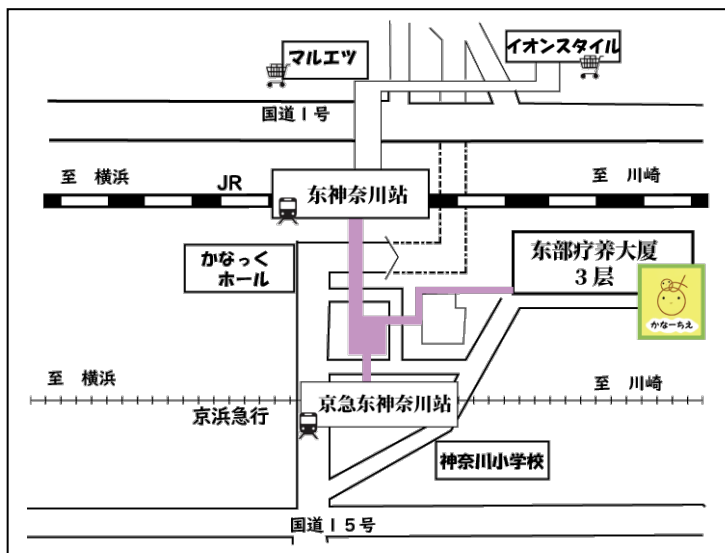 マルエツ
イオンスタイル
国道1号
至 横浜
JR
至 川崎
东神奈川站
かなっく
ホール
东部疗养大厦
3层
かなーちえ
至 横浜
至 川崎
京浜急行
京急东神奈川站
神奈川小学校
国道15号